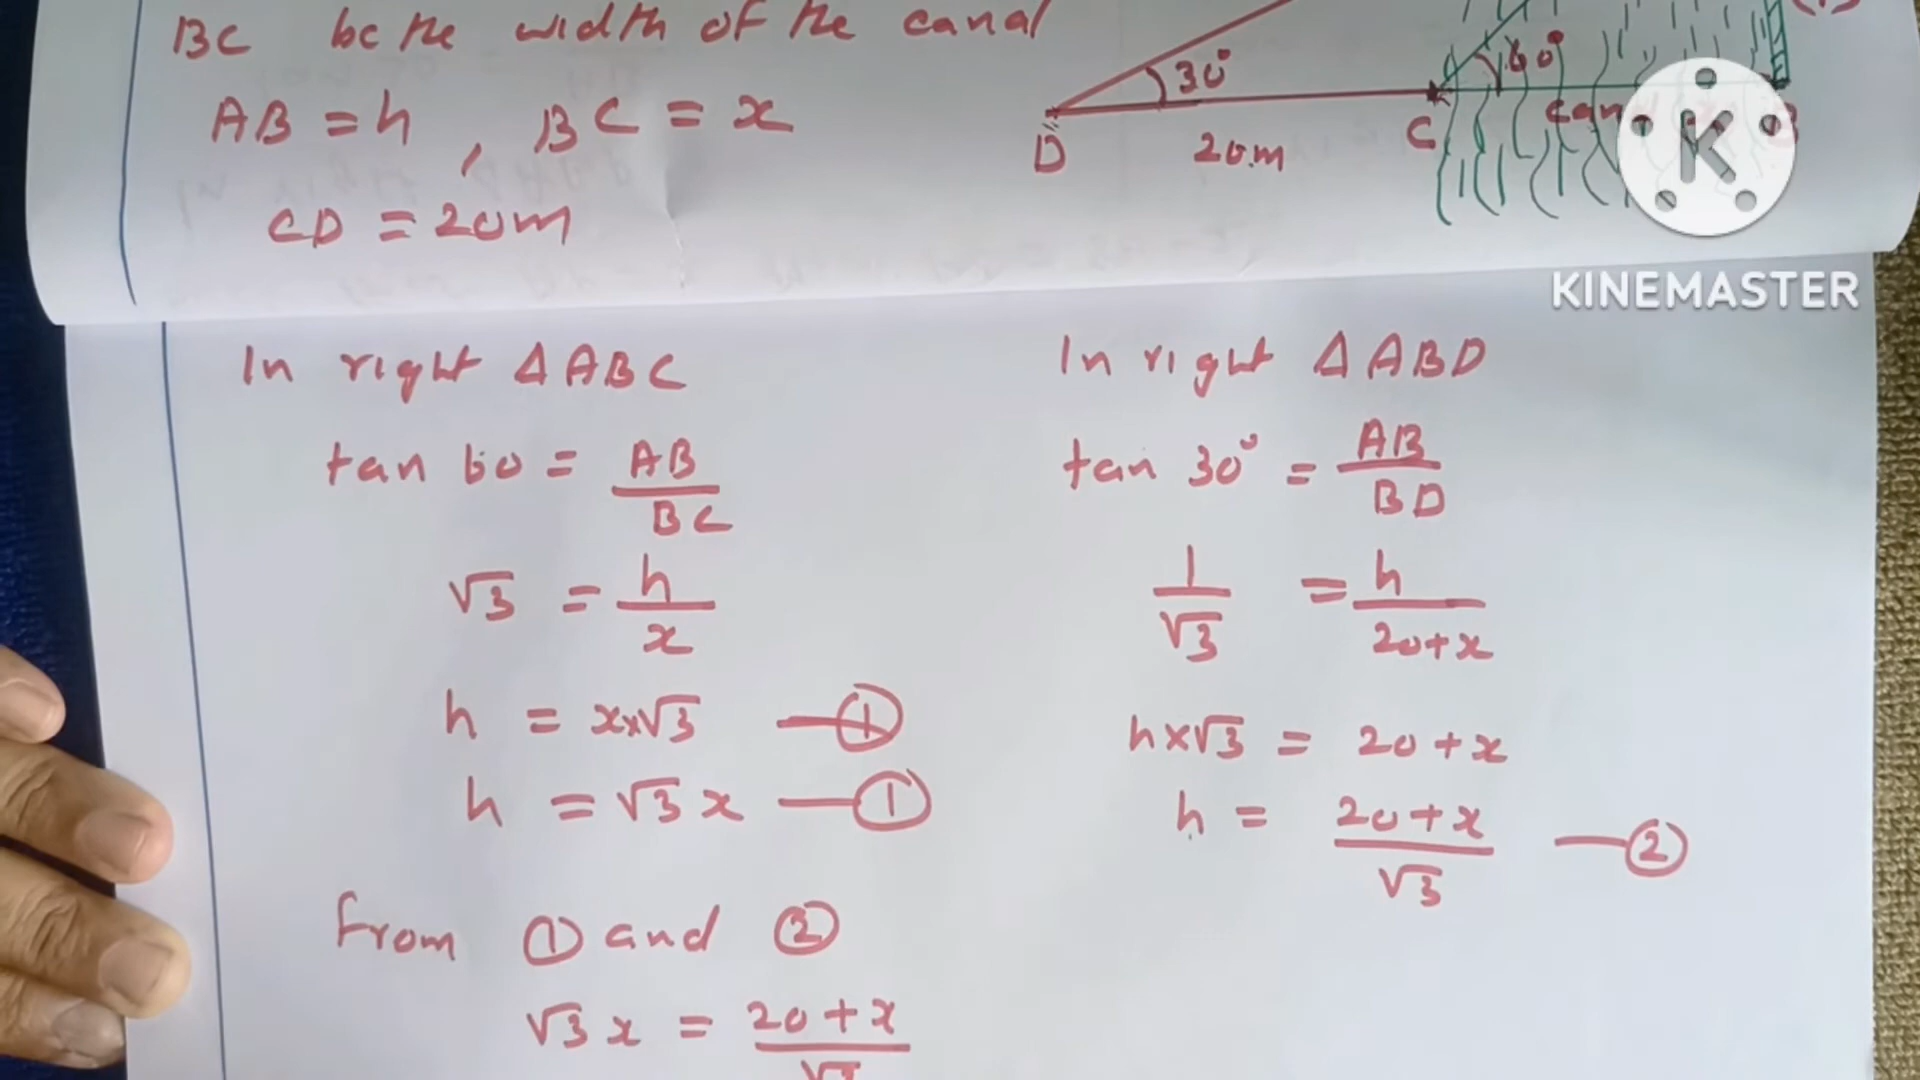 BC be the width of the canal
AB = h , BC = x
CD = 20m
30°
60°
D
20m
C
B
K
KINEMASTER
In right ΔABC
tan 60 = AB / BC
√3 = h / x
h = x×√3 — ①
h = √3 x — ①
In right ΔABD
tan 30° = AB / BD
1 / √3 = h / 20+x
h×√3 = 20+x
h = 20+x / √3 — ②
From ① and ②
√3 x = 20+x / √3